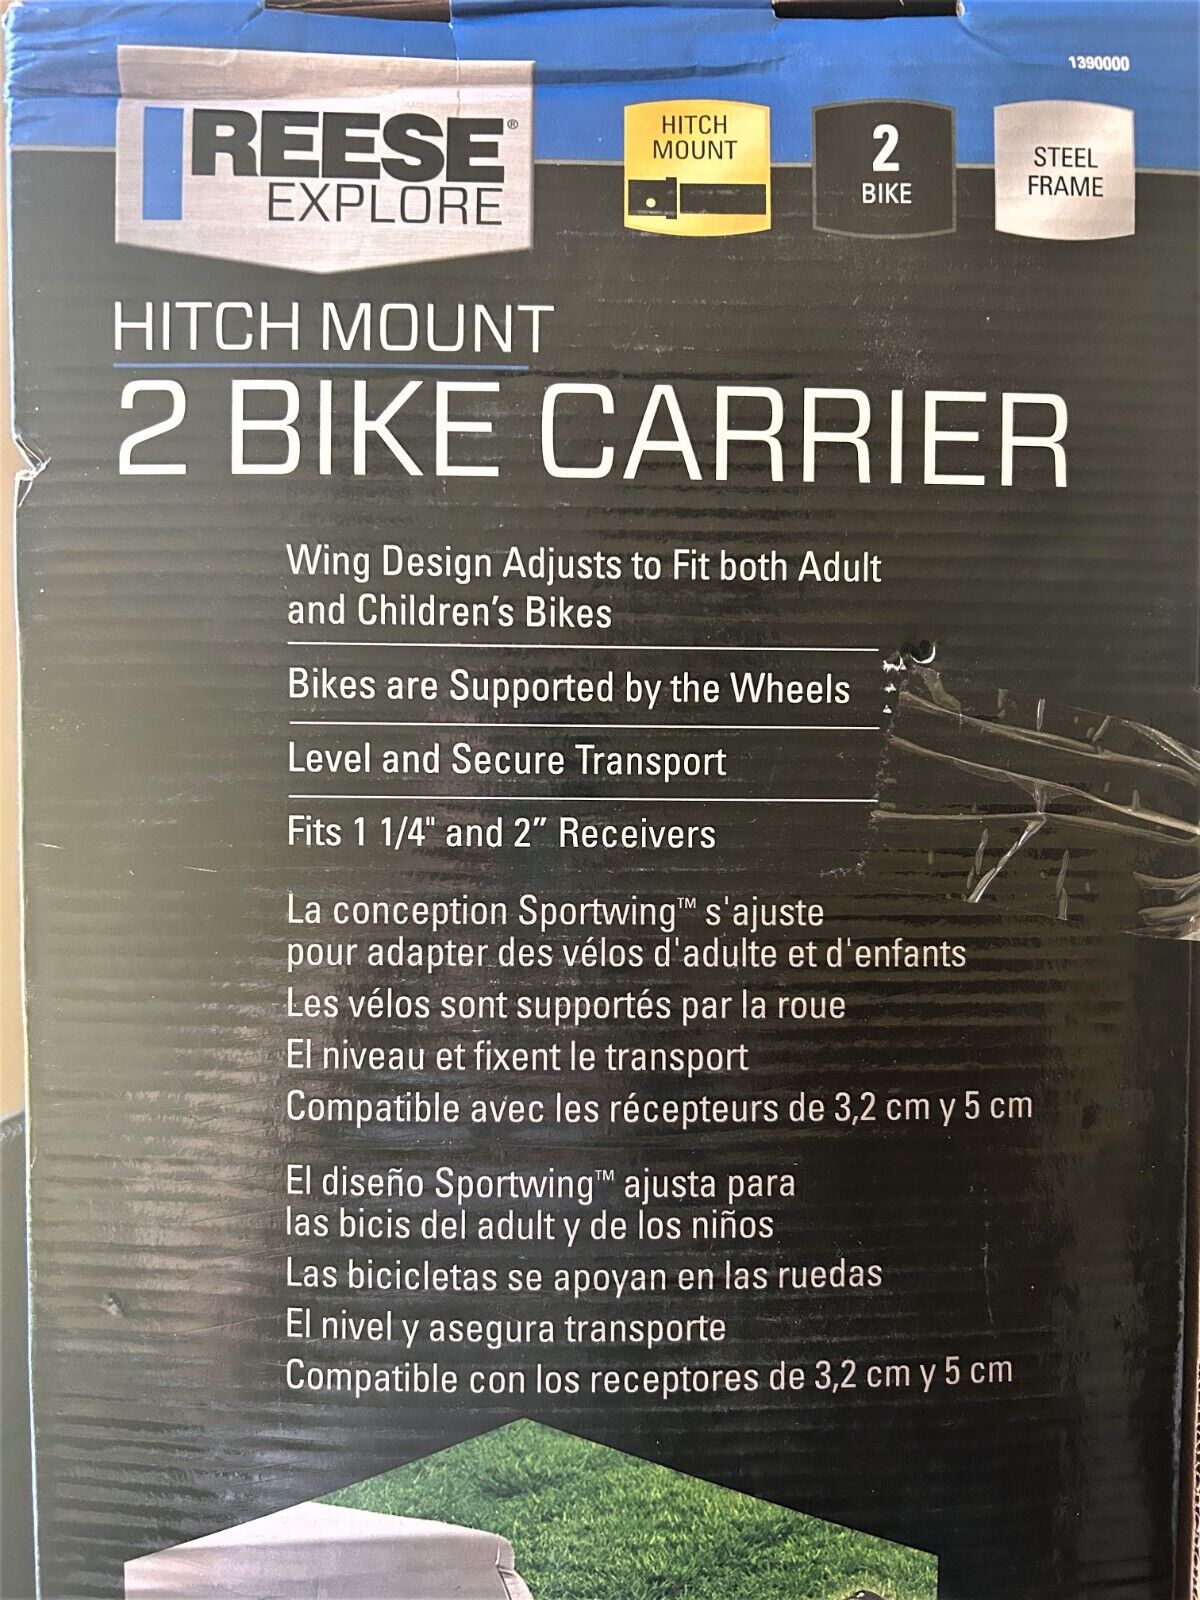 1390000
REESE®
EXPLORE
HITCH
MOUNT
2
BIKE
STEEL
FRAME
HITCH MOUNT
2 BIKE CARRIER
Wing Design Adjusts to Fit both Adult
and Children's Bikes
Bikes are Supported by the Wheels
Level and Secure Transport
Fits 1 1/4" and 2” Receivers
La conception Sportwing™ s'ajuste
pour adapter des vélos d'adulte et d'enfants
Les vélos sont supportés par la roue
El niveau et fixent le transport
Compatible avec les récepteurs de 3,2 cm y 5 cm
El diseño Sportwing™ ajusta para
las bicis del adult y de los niños
Las bicicletas se apoyan en las ruedas
El nivel y asegura transporte
Compatible con los receptores de 3,2 cm y 5 cm